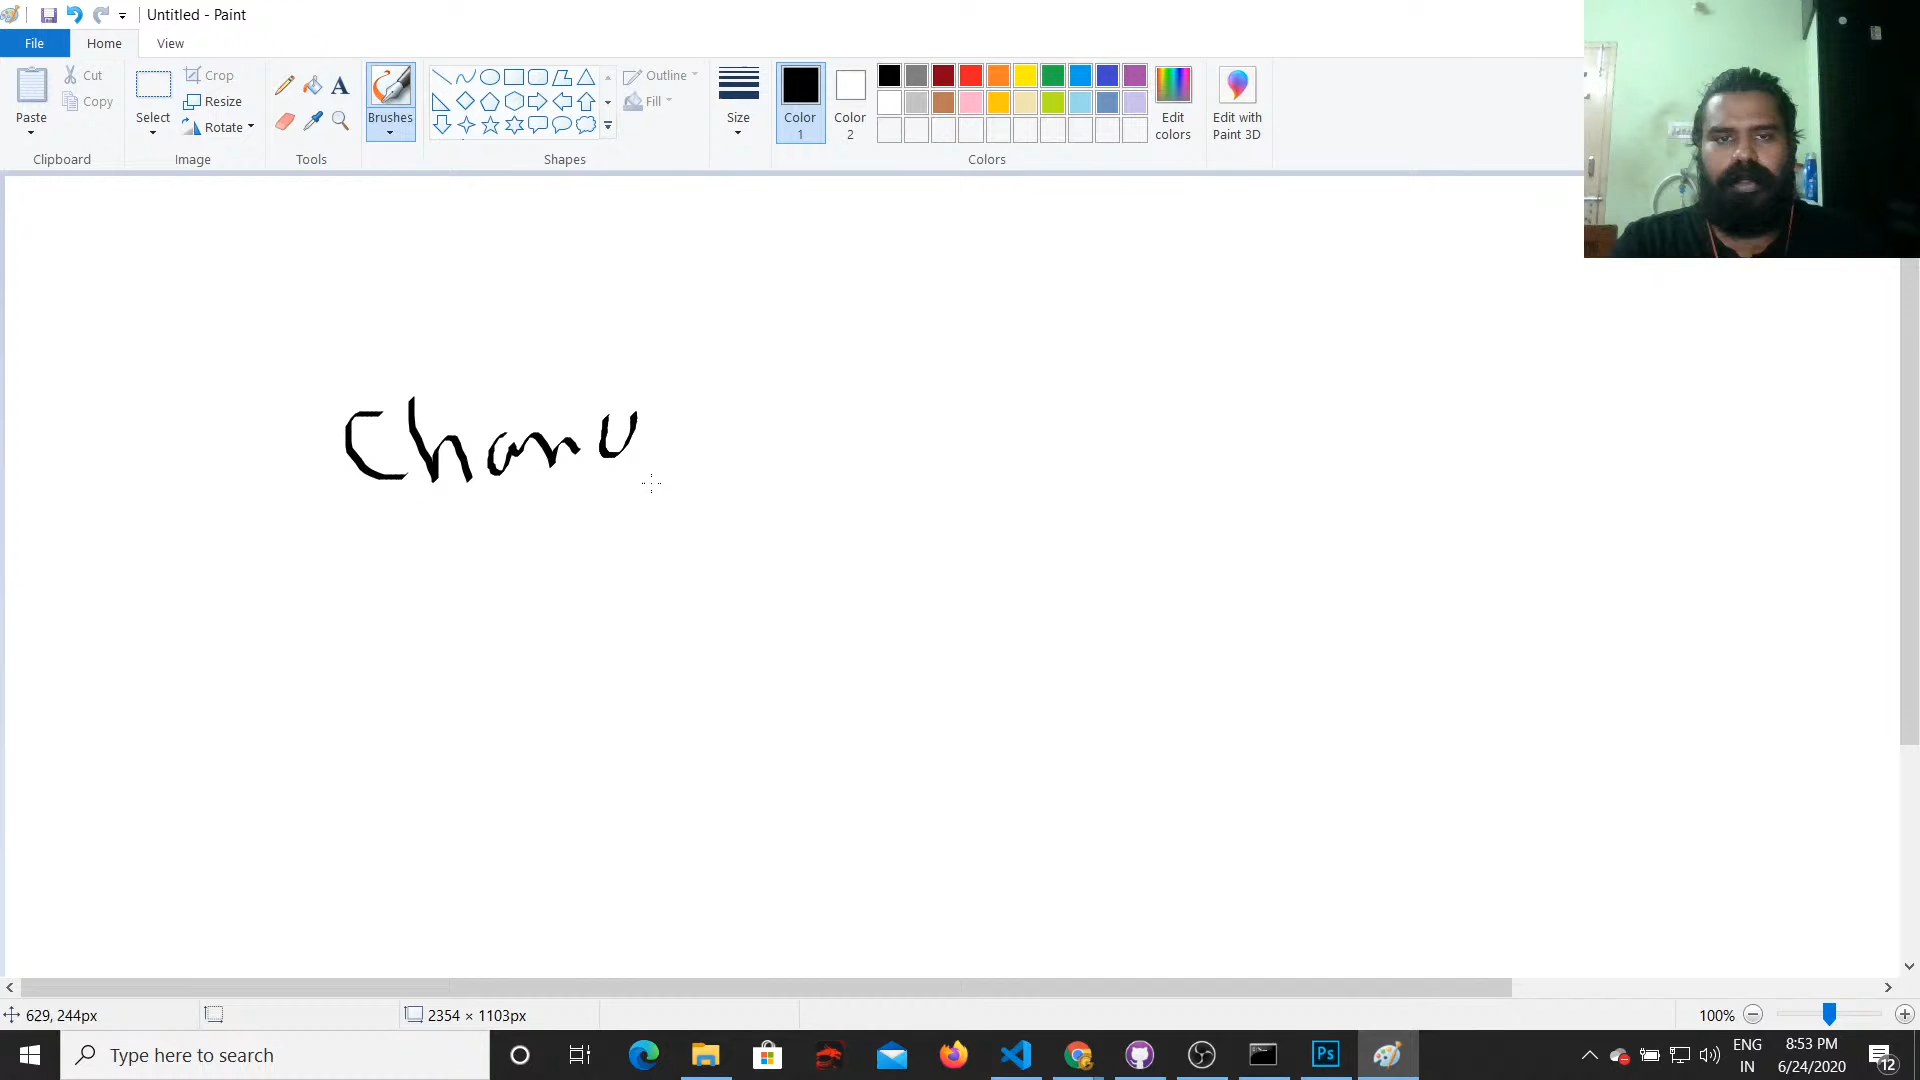 Untitled - Paint
File Home View
Paste Cut Copy Clipboard
Select Crop Resize Rotate Image
Tools
Brushes
Shapes Outline Fill
Size
Color 1 Color 2
Edit colors Colors
Edit with Paint 3D
Chanu
629, 244px 2354 × 1103px 100%
Type here to search Ps ENG IN 8:53 PM 6/24/2020 12